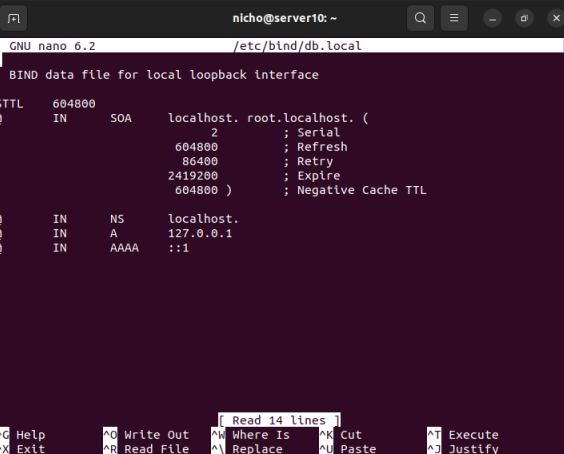 nicho@server10: ~
GNU nano 6.2 /etc/bind/db.local
BIND data file for local loopback interface
$TTL 604800
@ IN SOA localhost. root.localhost. (
2 ; Serial
604800 ; Refresh
86400 ; Retry
2419200 ; Expire
604800 ) ; Negative Cache TTL
@ IN NS localhost.
@ IN A 127.0.0.1
@ IN AAAA ::1
[ Read 14 lines ]
^G Help ^O Write Out ^W Where Is ^K Cut ^T Execute
^X Exit ^R Read File ^\ Replace ^U Paste ^J Justify